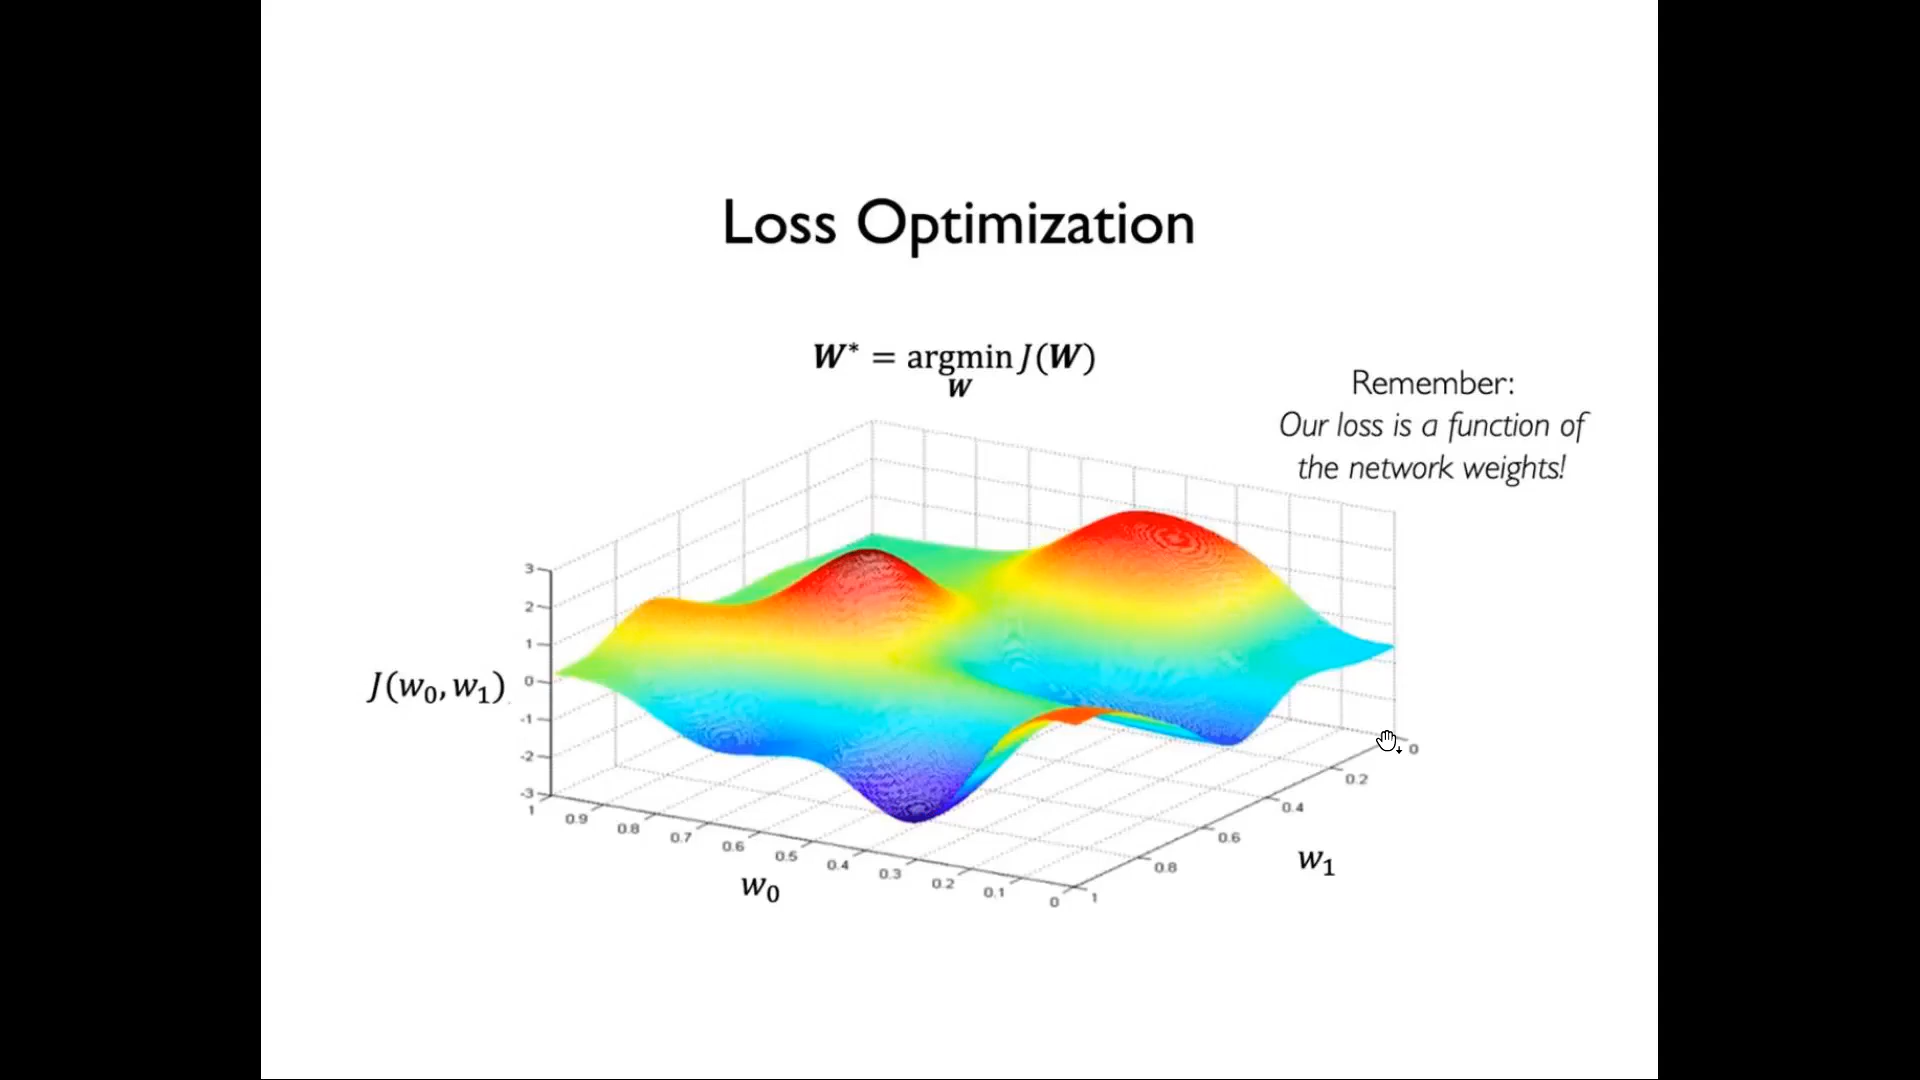 Loss Optimization
W* = argmin J(W)
W
Remember:
Our loss is a function of
the network weights!
3
2
1
0
-1
-2
-3
J(w₀, w₁)
1
0.9
0.8
0.7
0.6
0.5
0.4
0.3
0.2
0.1
0
w₀
0
0.2
0.4
0.6
0.8
1
w₁